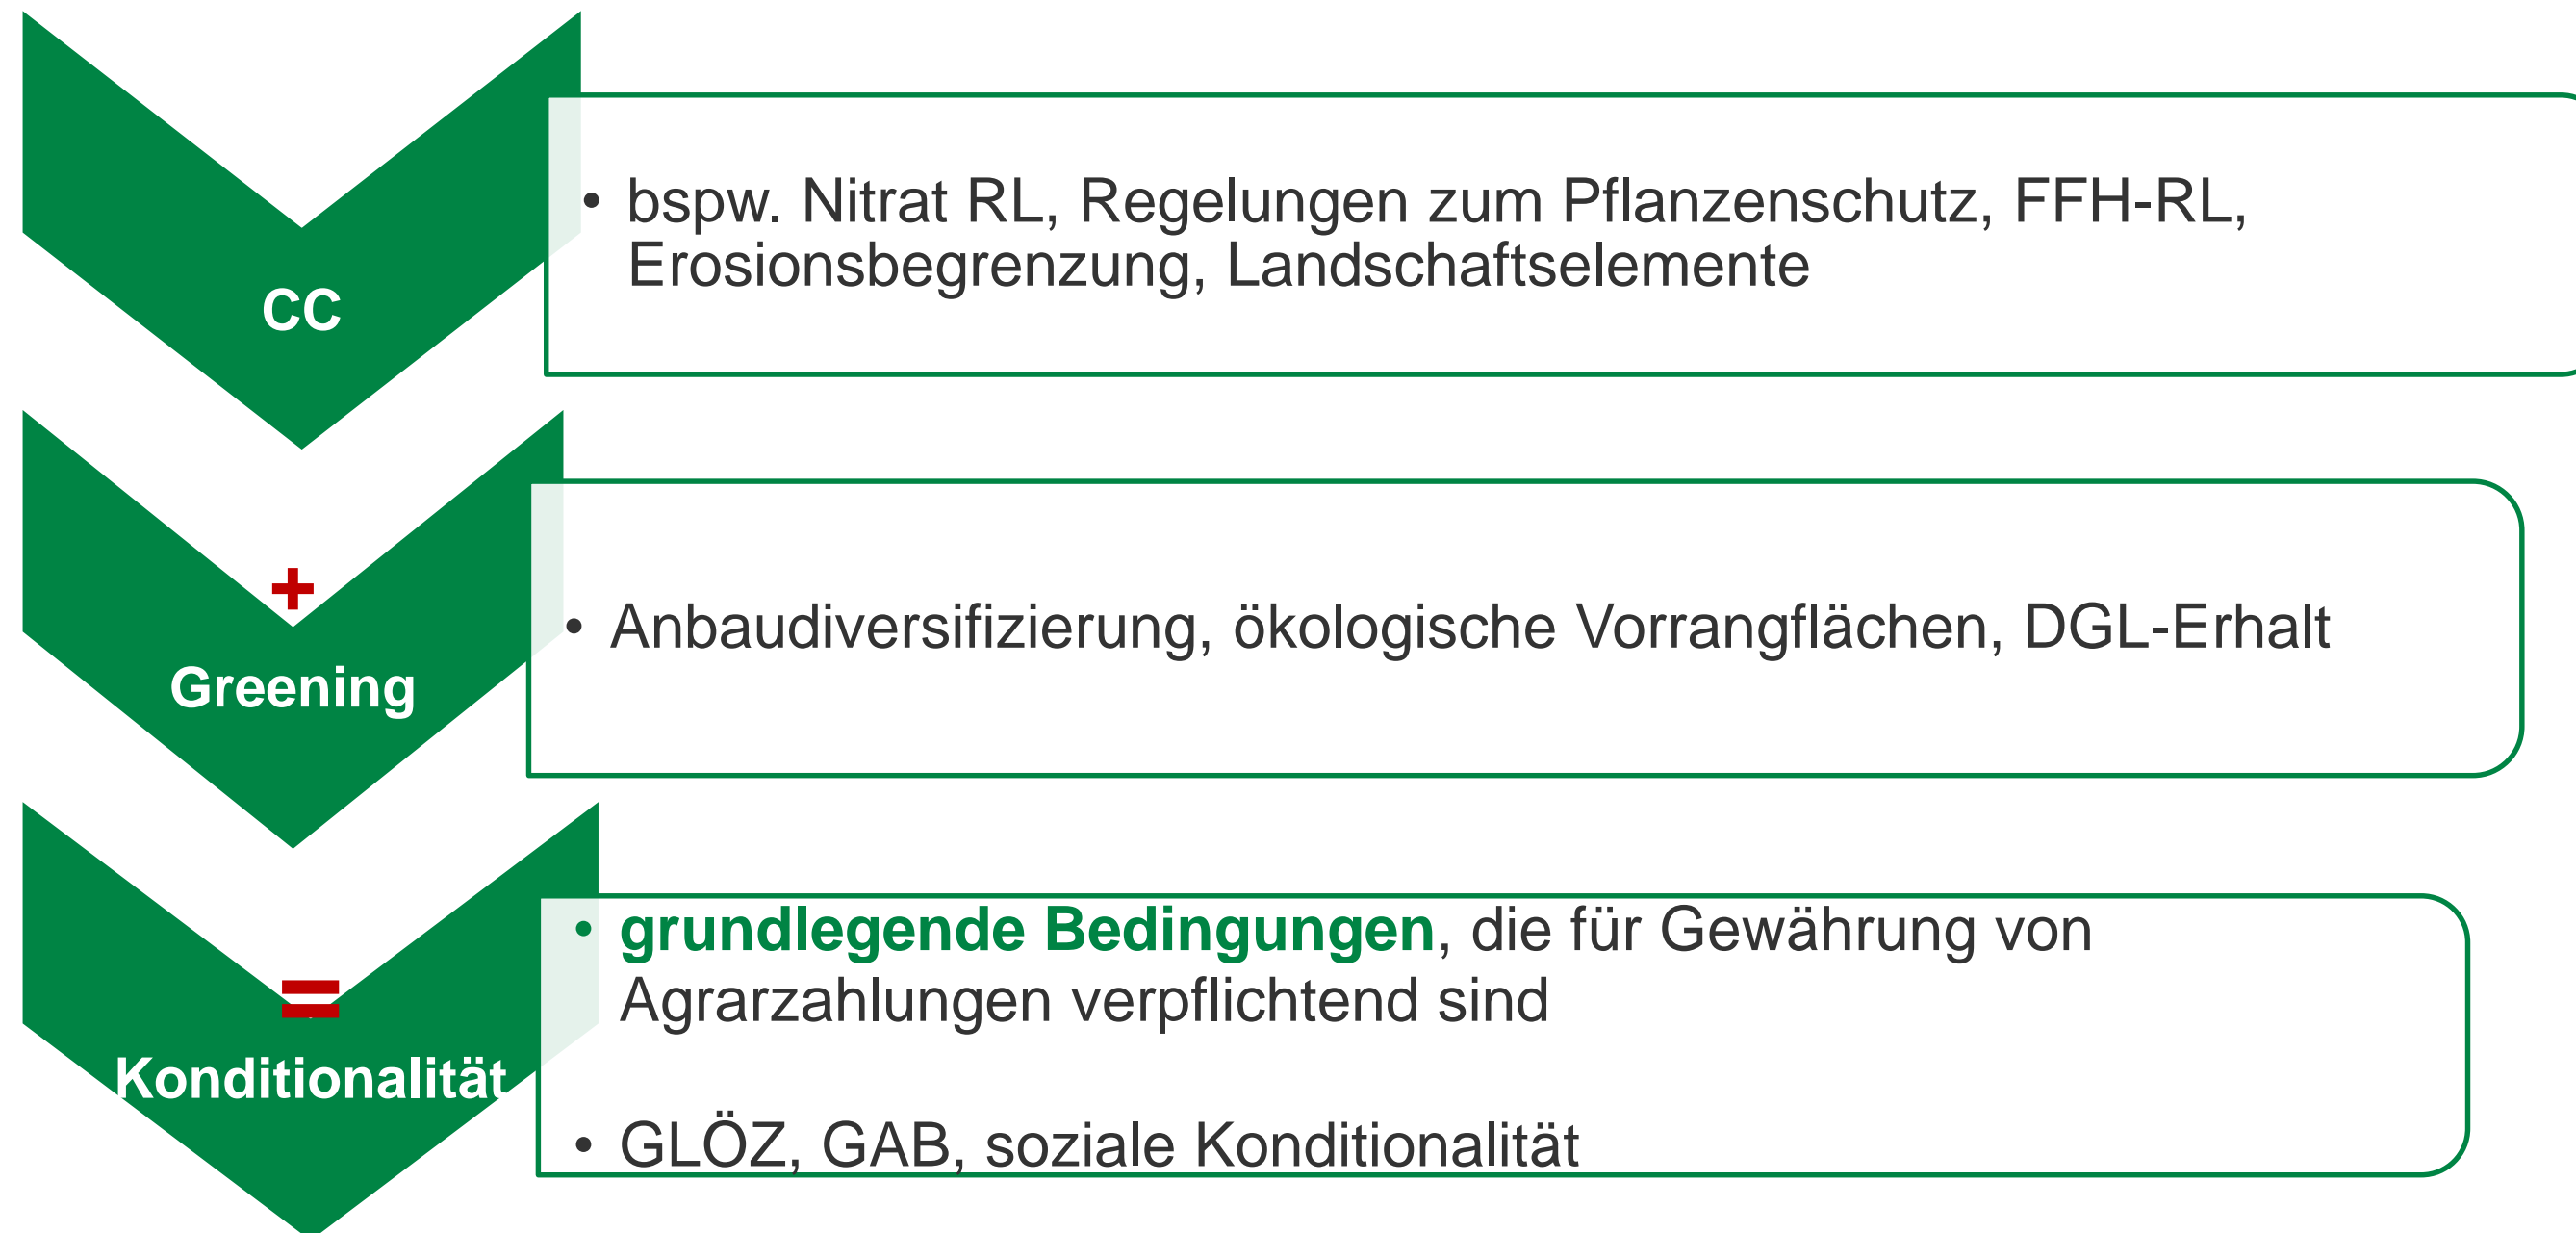 CC
• bspw. Nitrat RL, Regelungen zum Pflanzenschutz, FFH-RL,
Erosionsbegrenzung, Landschaftselemente
+
Greening
• Anbaudiversifizierung, ökologische Vorrangflächen, DGL-Erhalt
=
Konditionalität
• grundlegende Bedingungen, die für Gewährung von
Agrarzahlungen verpflichtend sind
• GLÖZ, GAB, soziale Konditionalität